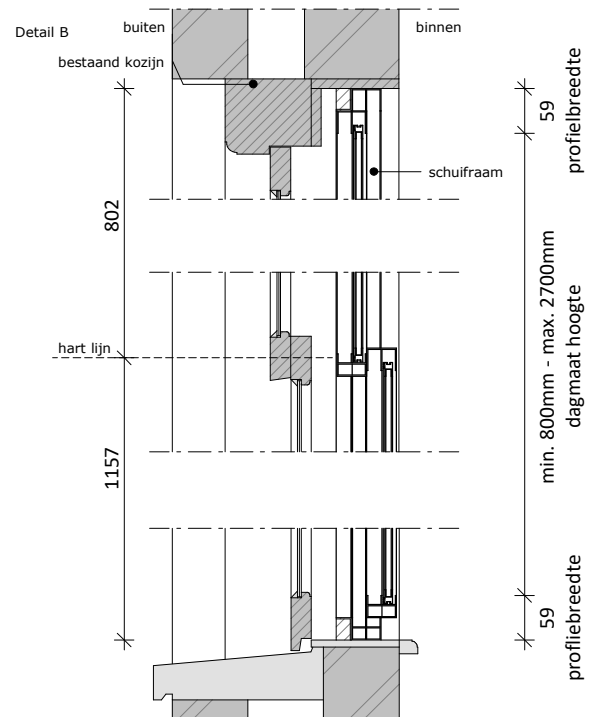 Detail B
buiten
binnen
bestaand kozijn
59
profielbreedte
schuifraam
802
min. 800mm - max. 2700mm
dagmaat hoogte
hart lijn
1157
59
profliebreedte